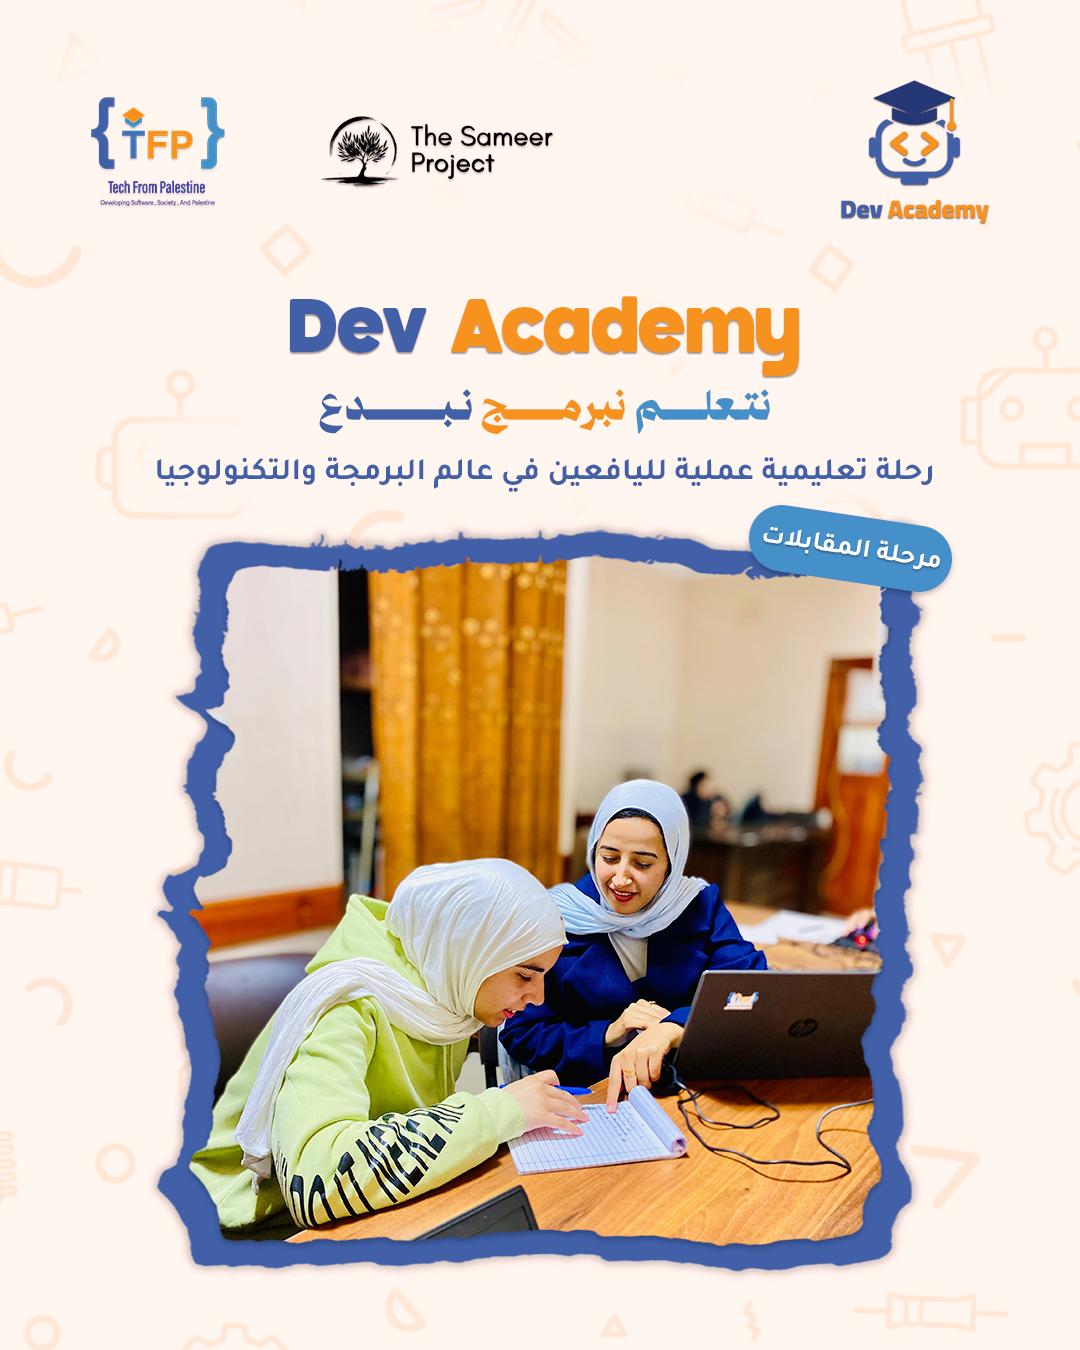 {TFP}
Tech From Palestine
Developing Software, Society, And Palestine
The Sameer
Project
Dev Academy
Dev Academy
نتعلم نبرمج نبدع
رحلة تعليمية عملية لليافعين في عالم البرمجة والتكنولوجيا
مرحلة المقابلات
hp